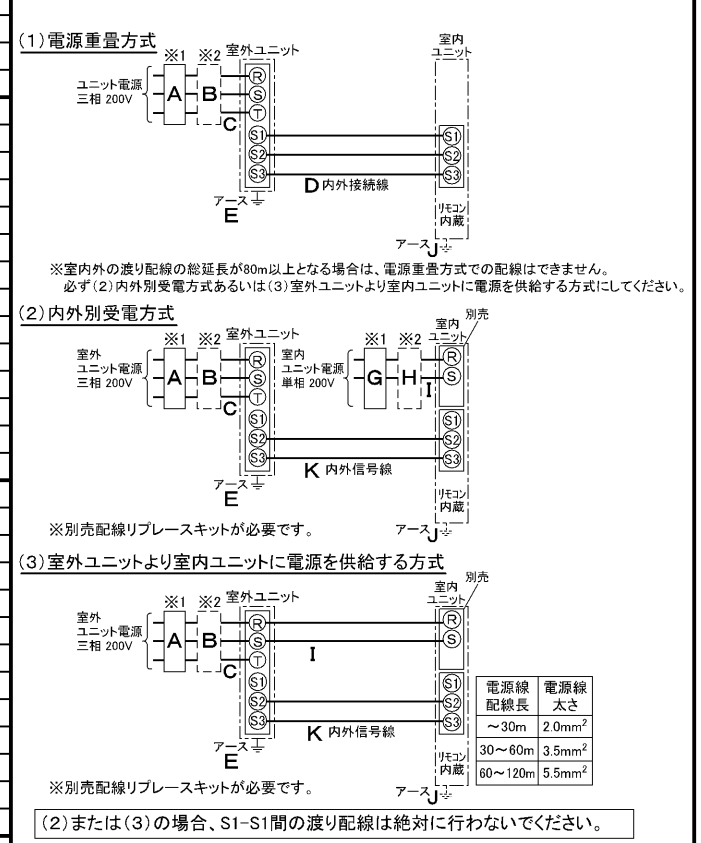 (1)電源重畳方式
※1 ※2 室外ユニット
室内
ユニット
ユニット電源
三相 200V
A B
C
R
S
T
S1 S1
S2 S2
S3 S3
D 内外接続線
アース
E
リモコン
内蔵
アース J
※室内外の渡り配線の総延長が80m以上となる場合は、電源重畳方式での配線はできません。
必ず(2)内外別受電方式あるいは(3)室外ユニットより室内ユニットに電源を供給する方式にしてください。
(2)内外別受電方式
※1 ※2 室外ユニット
※1 ※2
室内
ユニット
別売
室外
ユニット電源
三相 200V
A B
C
R
S
T
室内
ユニット電源
単相 200V
G H
I
R
S
S1 S1
S2 S2
S3 S3
K 内外信号線
アース
E
リモコン
内蔵
アース J
※別売配線リプレースキットが必要です。
(3)室外ユニットより室内ユニットに電源を供給する方式
※1 ※2 室外ユニット
室内
ユニット
別売
室外
ユニット電源
三相 200V
A B
C
R R
S S
T
I
S1 S1
S2 S2
S3 S3
K 内外信号線
アース
E
リモコン
内蔵
アース J
電源線配線長 電源線太さ
~30m 2.0mm²
30~60m 3.5mm²
60~120m 5.5mm²
※別売配線リプレースキットが必要です。
(2)または(3)の場合、S1-S1間の渡り配線は絶対に行わないでください。